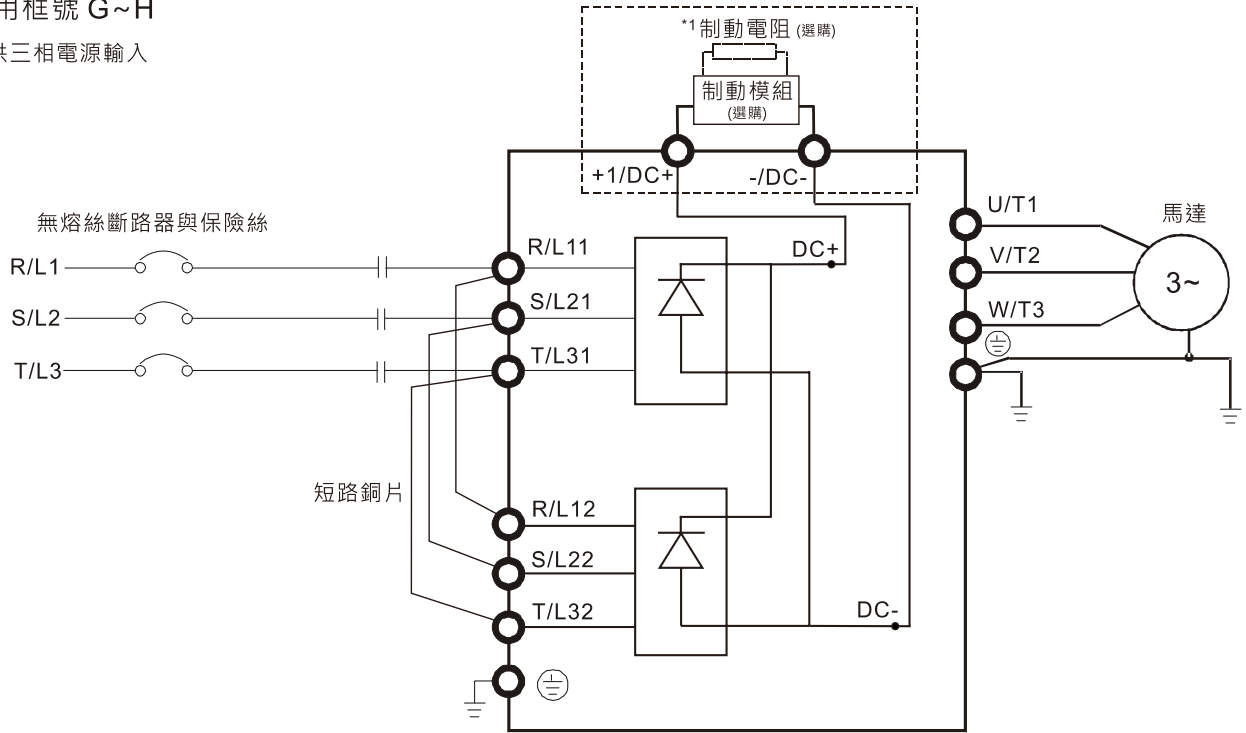 用框號 G~H
供三相電源輸入
*1制動電阻 (選購)
制動模組
(選購)
+1/DC+
-/DC-
無熔絲斷路器與保險絲
R/L1
S/L2
T/L3
R/L11
S/L21
T/L31
DC+
U/T1
V/T2
W/T3
馬達
3~
短路銅片
R/L12
S/L22
T/L32
DC-